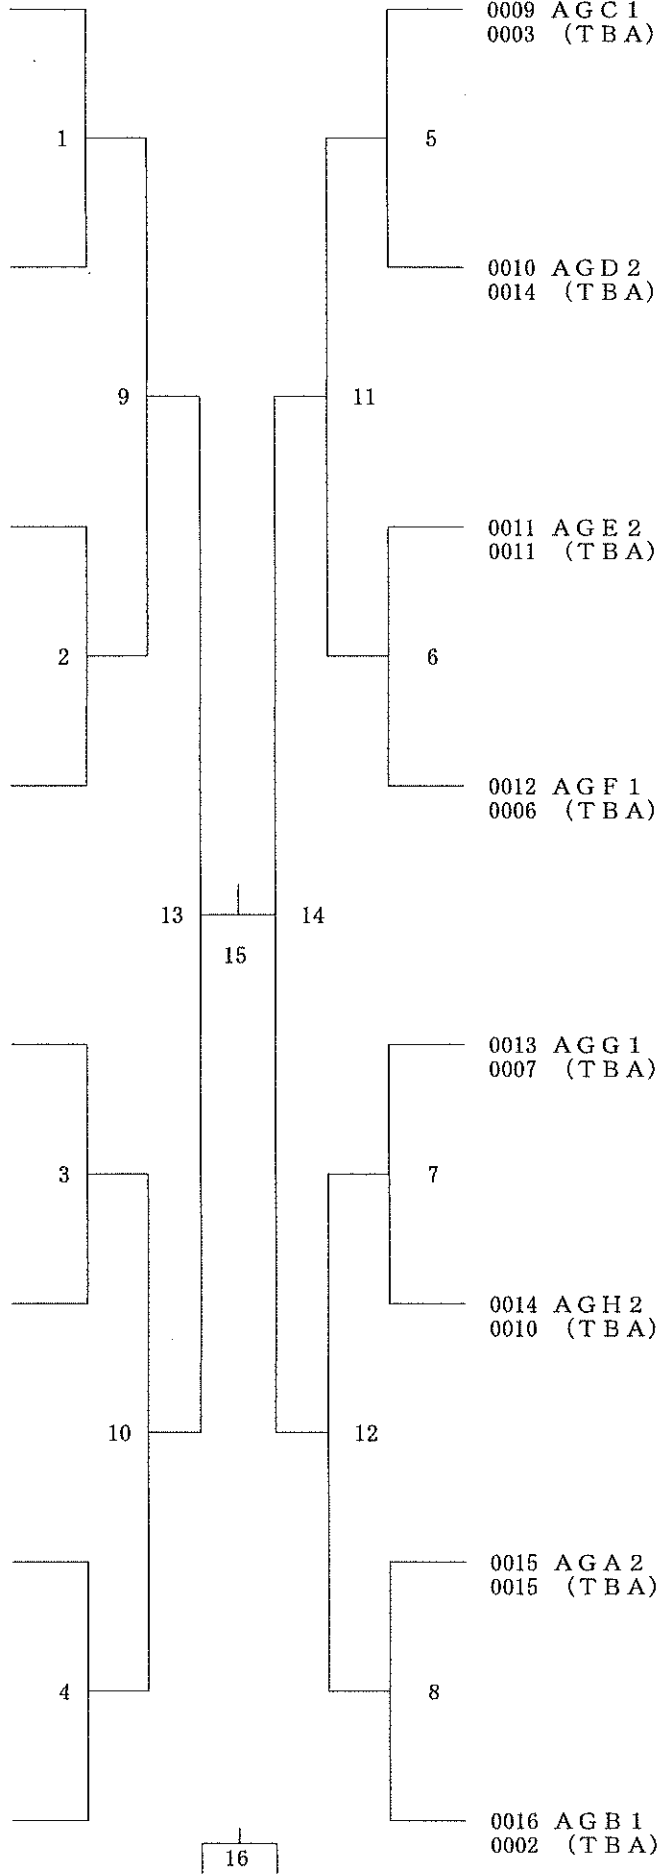 0009 AGC1
0003 (TBA)
1
5
0010 AGD2
0014 (TBA)
9
11
0011 AGE2
0011 (TBA)
2
6
0012 AGF1
0006 (TBA)
13
14
15
0013 AGG1
0007 (TBA)
3
7
0014 AGH2
0010 (TBA)
10
12
0015 AGA2
0015 (TBA)
4
8
0016 AGB1
0002 (TBA)
16